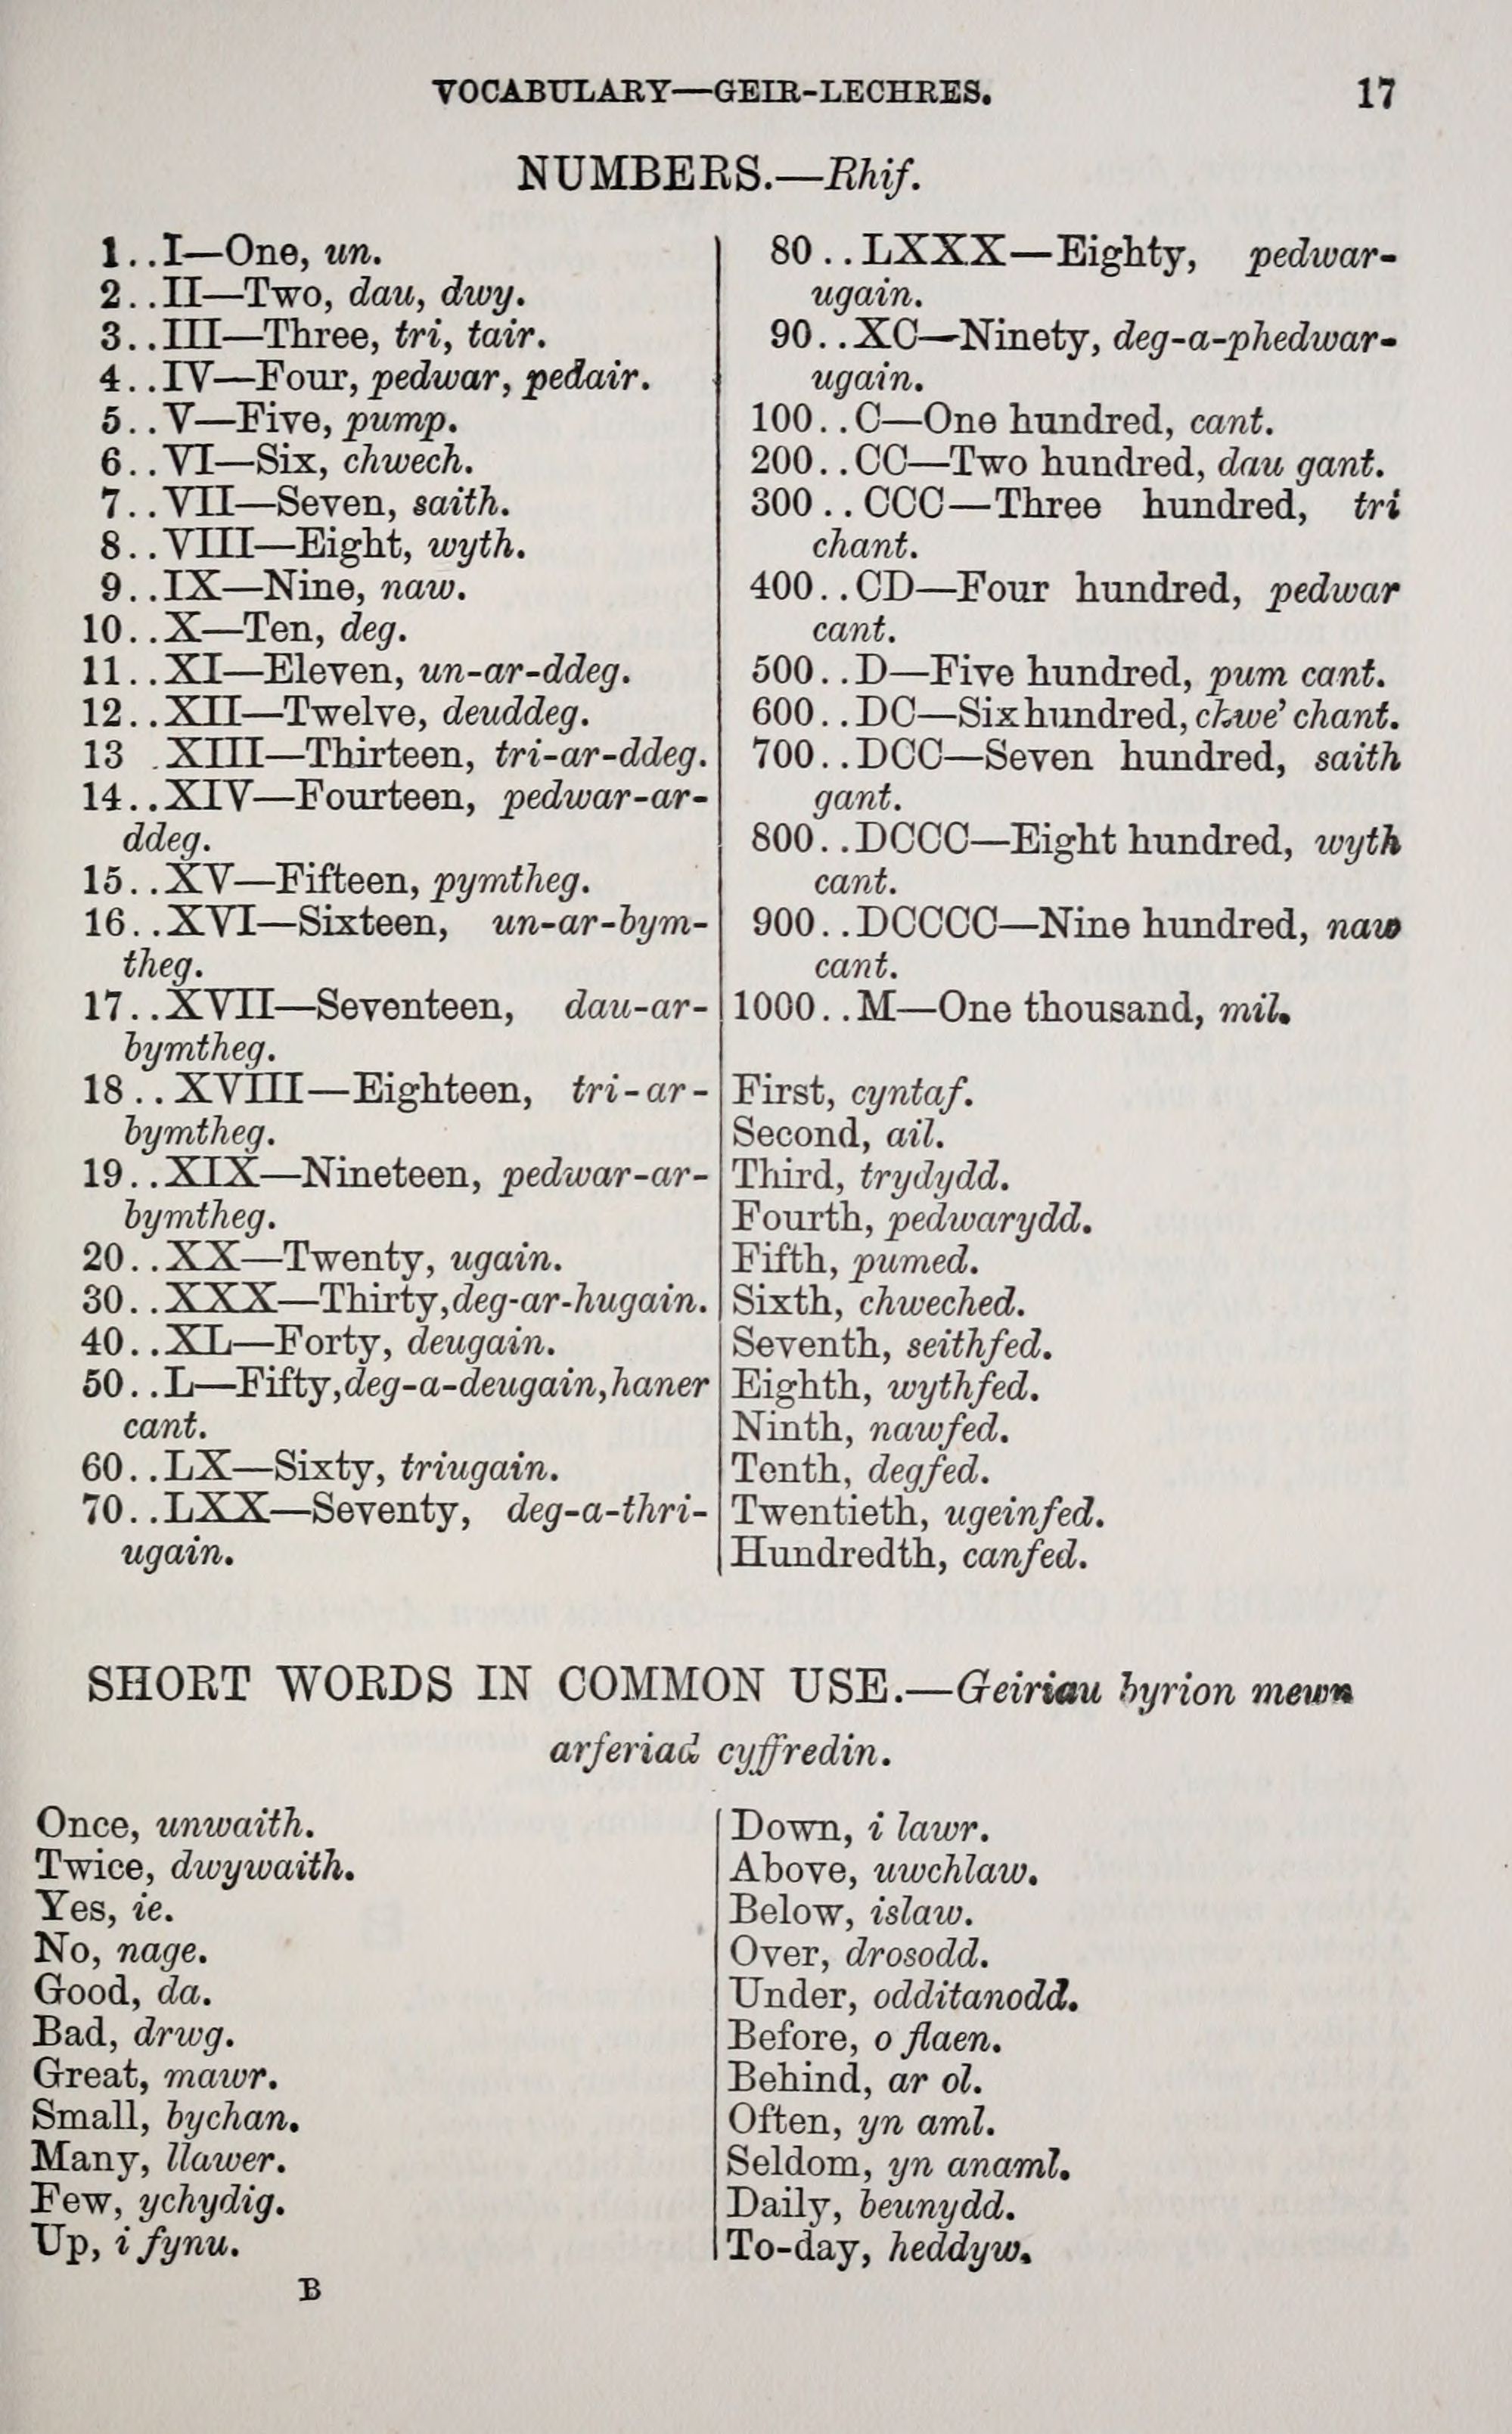 VOCABULARY—GEIR-LECHRES. 17
NUMBERS.—Rhif.
1..I—One, un.
2..II—Two, dau, dwy.
3..III—Three, tri, tair.
4..IV—Four, pedwar, pedair.
5..V—Five, pump.
6..VI—Six, chwech.
7..VII—Seven, saith.
8..VIII—Eight, wyth.
9..IX—Nine, naw.
10..X—Ten, deg.
11..XI—Eleven, un-ar-ddeg.
12..XII—Twelve, deuddeg.
13 .XIII—Thirteen, tri-ar-ddeg.
14..XIV—Fourteen, pedwar-ar-
ddeg.
15..XV—Fifteen, pymtheg.
16..XVI—Sixteen, un-ar-bym-
theg.
17..XVII—Seventeen, dau-ar-
bymtheg.
18..XVIII—Eighteen, tri-ar-
bymtheg.
19..XIX—Nineteen, pedwar-ar-
bymtheg.
20..XX—Twenty, ugain.
30..XXX—Thirty, deg-ar-hugain.
40..XL—Forty, deugain.
50..L—Fifty, deg-a-deugain, haner
cant.
60..LX—Sixty, triugain.
70..LXX—Seventy, deg-a-thri-
ugain.
80..LXXX—Eighty, pedwar-
ugain.
90..XC—Ninety, deg-a-phedwar-
ugain.
100..C—One hundred, cant.
200..CC—Two hundred, dau gant.
300..CCC—Three hundred, tri
chant.
400..CD—Four hundred, pedwar
cant.
500..D—Five hundred, pum cant.
600..DC—Six hundred, chwe' chant.
700..DCC—Seven hundred, saith
gant.
800..DCCC—Eight hundred, wyth
cant.
900..DCCCC—Nine hundred, naw
cant.
1000..M—One thousand, mil.
First, cyntaf.
Second, ail.
Third, trydydd.
Fourth, pedwarydd.
Fifth, pumed.
Sixth, chweched.
Seventh, seithfed.
Eighth, wythfed.
Ninth, nawfed.
Tenth, degfed.
Twentieth, ugeinfed.
Hundredth, canfed.
SHORT WORDS IN COMMON USE.—Geiriau byrion mewn
arferiad cyffredin.
Once, unwaith.
Twice, dwywaith.
Yes, ie.
No, nage.
Good, da.
Bad, drwg.
Great, mawr.
Small, bychan.
Many, llawer.
Few, ychydig.
Up, i fynu.
Down, i lawr.
Above, uwchlaw.
Below, islaw.
Over, drosodd.
Under, odditanodd.
Before, o flaen.
Behind, ar ol.
Often, yn aml.
Seldom, yn anaml.
Daily, beunydd.
To-day, heddyw.
B